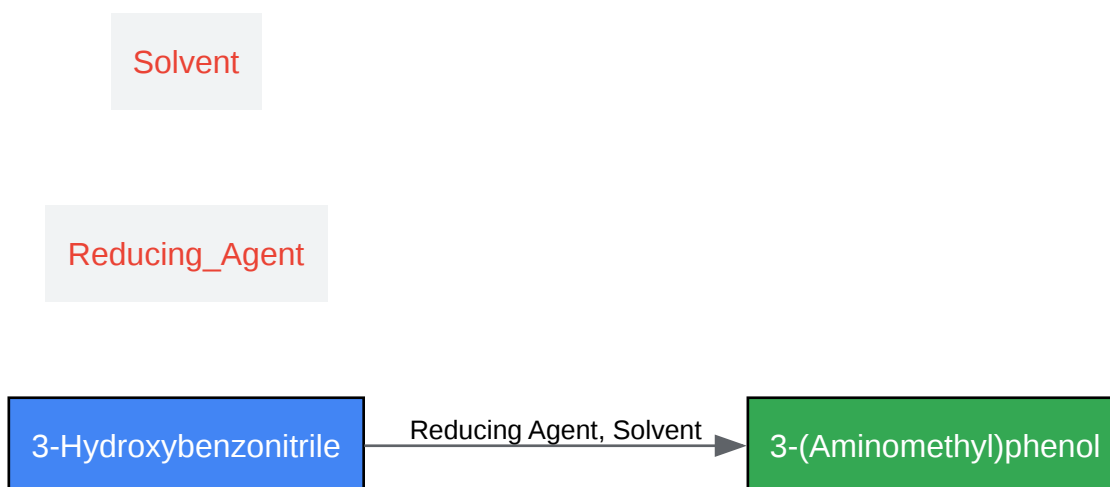 Solvent
Reducing_Agent
3-Hydroxybenzonitrile
Reducing Agent, Solvent
3-(Aminomethyl)phenol